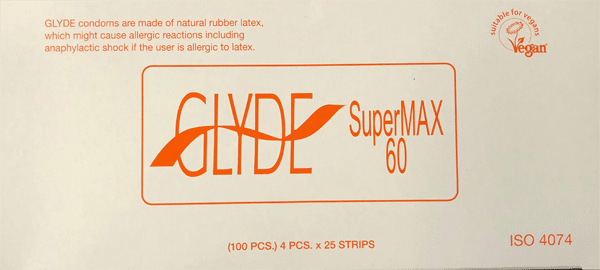 GLYDE condoms are made of natural rubber latex,
which might cause allergic reactions including
anaphylactic shock if the user is allergic to latex.
suitable for vegans
Vegan
GLYDE
SuperMAX
60
(100 PCS.) 4 PCS. x 25 STRIPS
ISO 4074